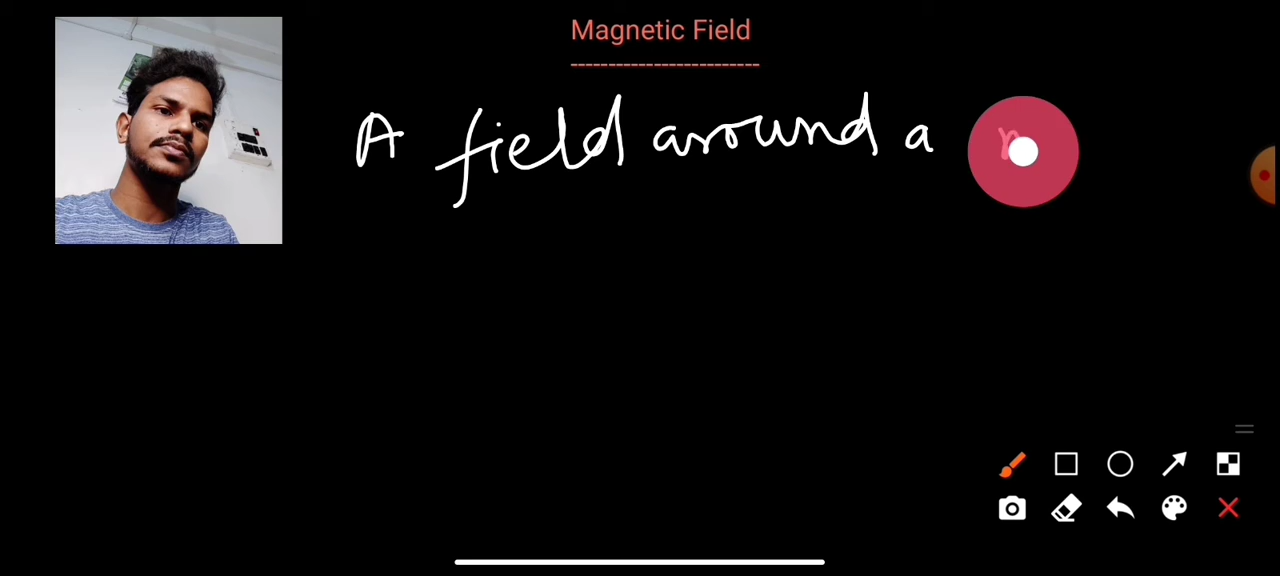 Magnetic Field
------------------------
A field around a